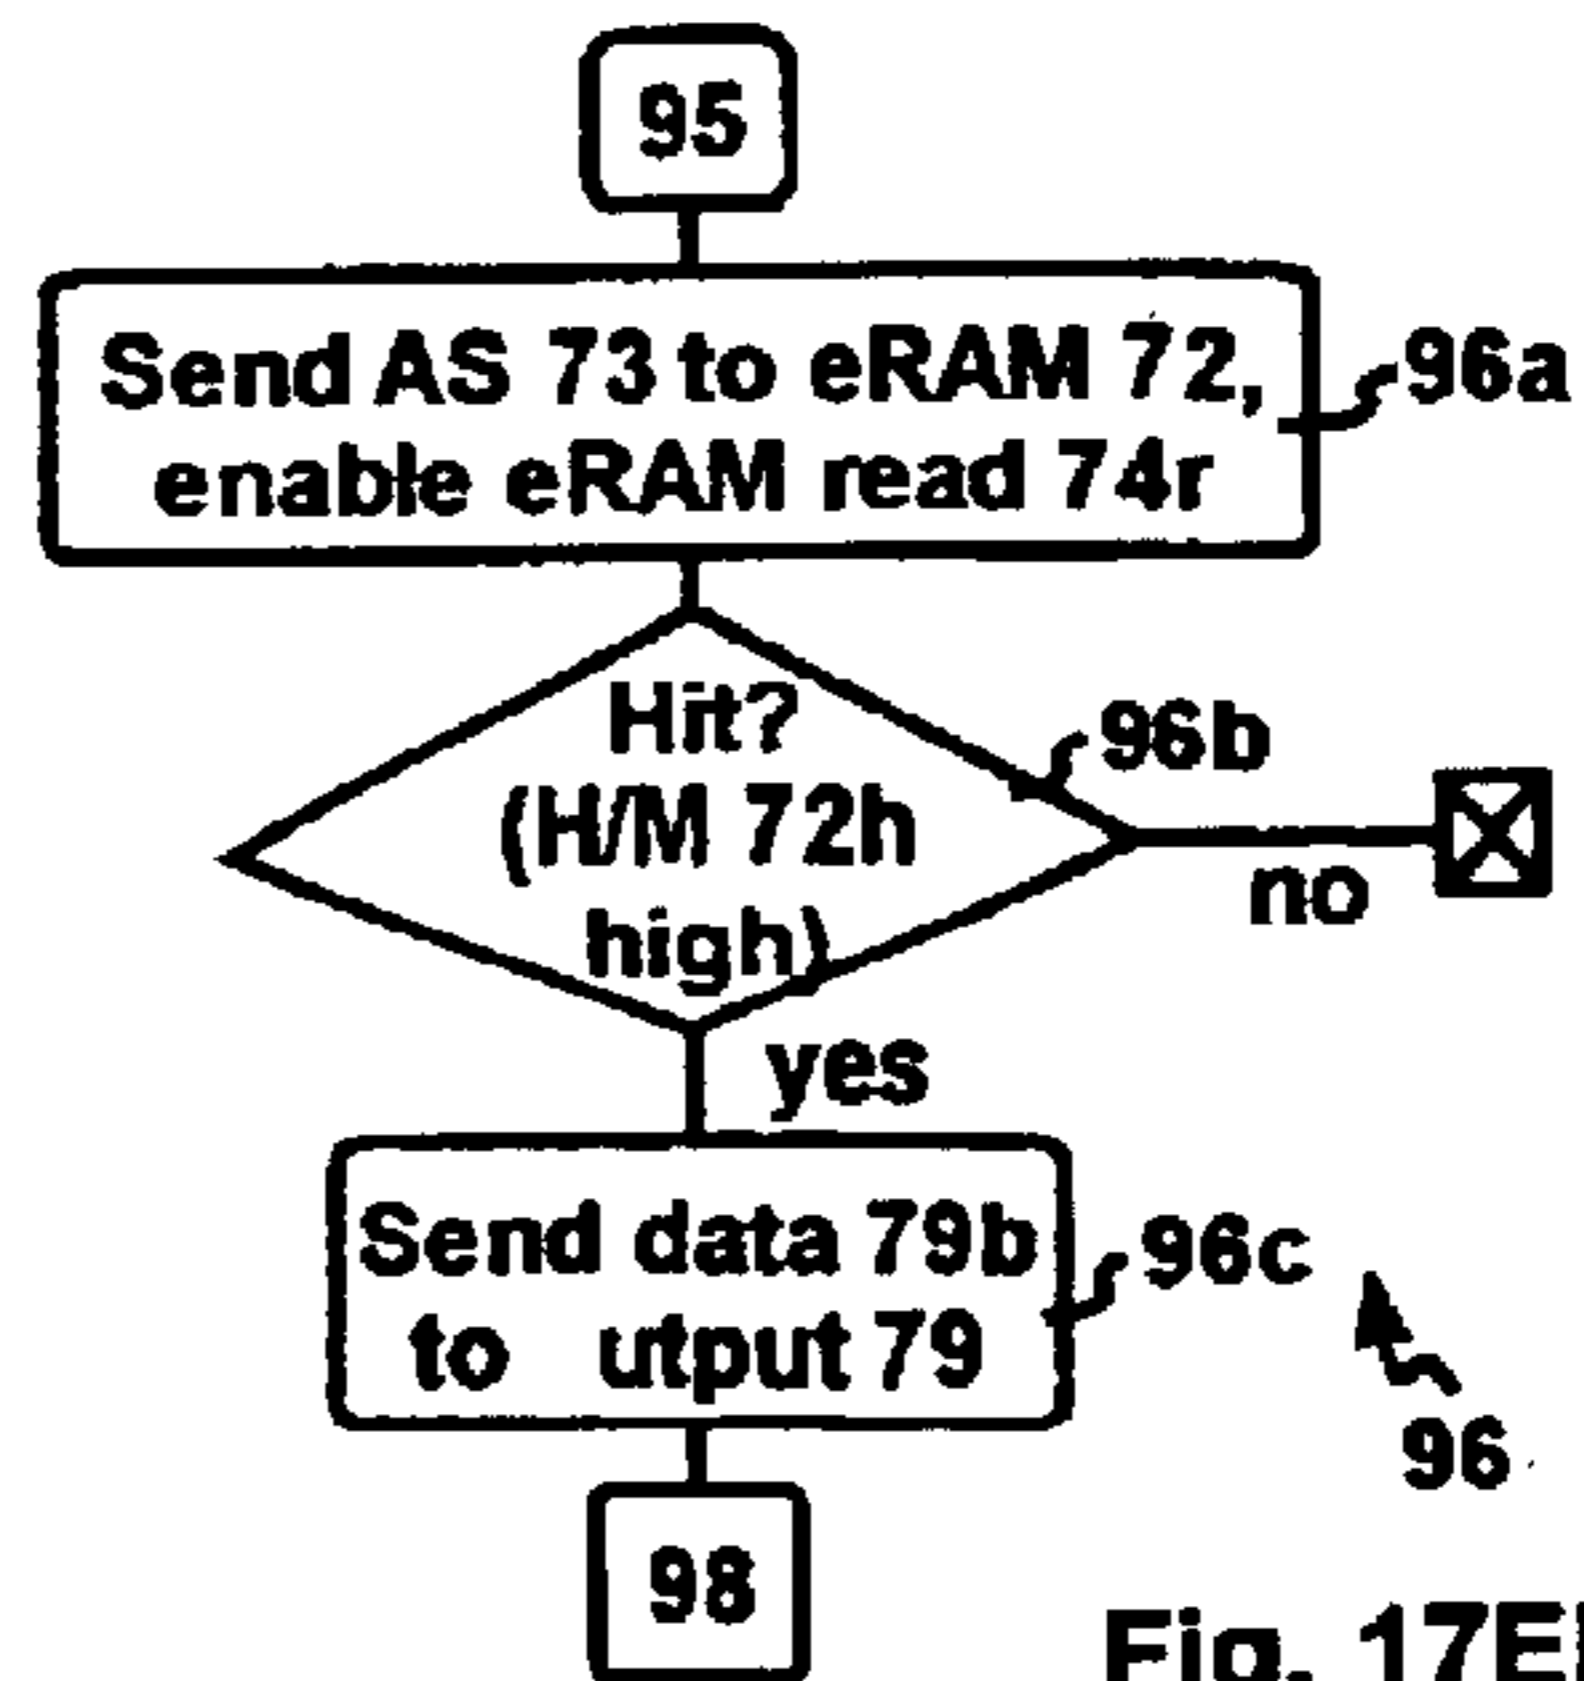 95
Send AS 73 to eRAM 72,
enable eRAM read 74r
96a
Hit?
(H/M 72h
high)
96b
no
yes
Send data 79b
to utput 79
96c
96
98
Fig.